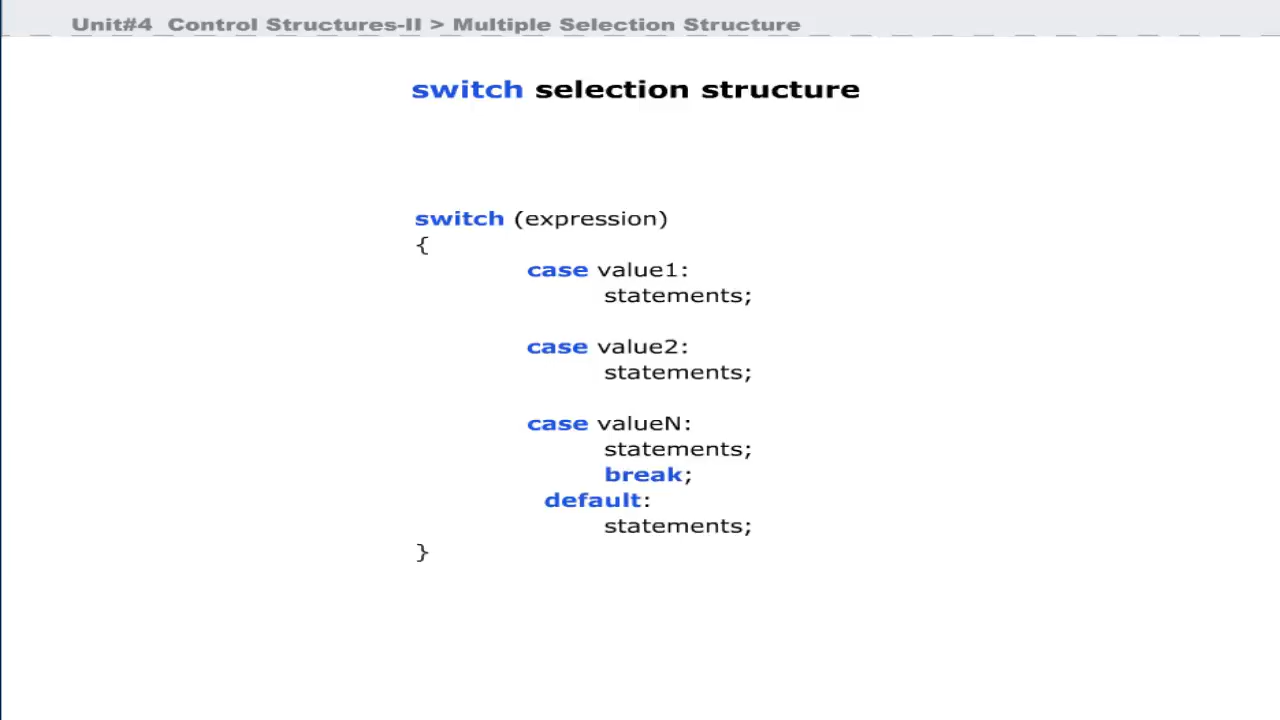 Unit#4 Control Structures-II > Multiple Selection Structure
switch selection structure
switch (expression)
{
case value1:
statements;
case value2:
statements;
case valueN:
statements;
break;
default:
statements;
}